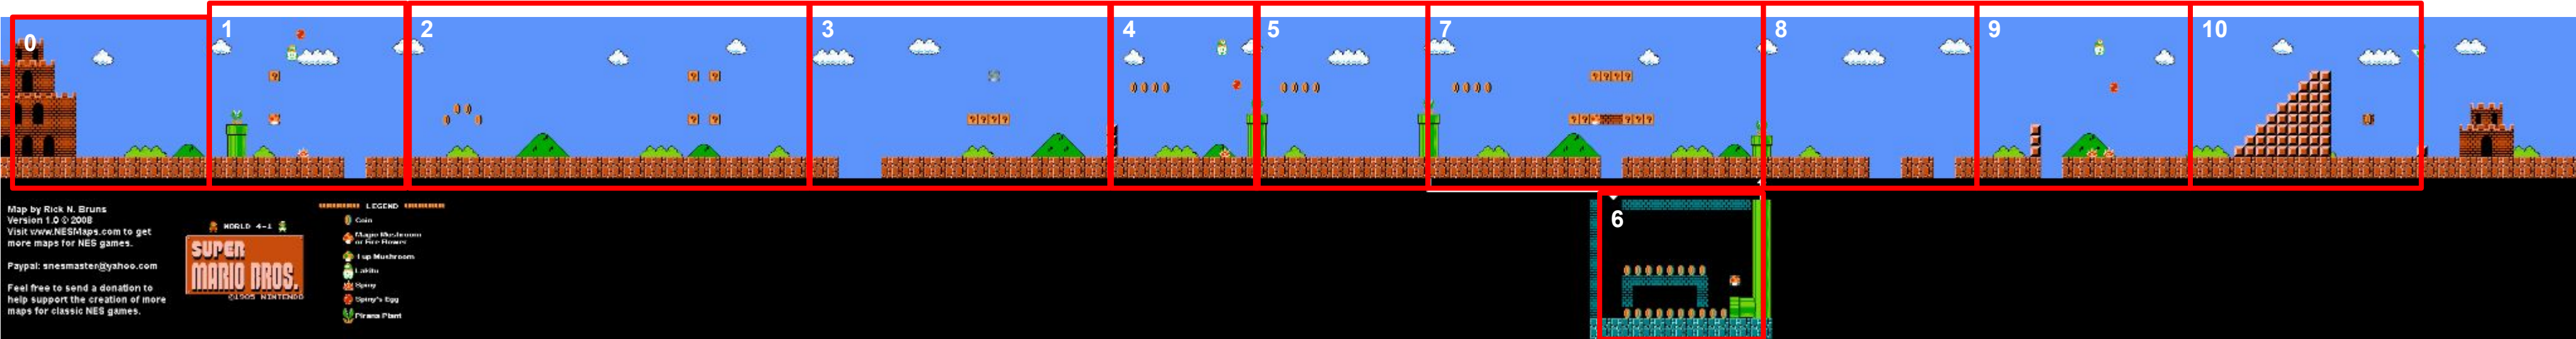 0
1
2
3
4
5
7
8
9
10
6
Map by Rick N. Bruns
Version 1.0 © 2008
Visit www.NESMaps.com to get
more maps for NES games.
Paypal: snesmaster@yahoo.com
Feel free to send a donation to
help support the creation of more
maps for classic NES games.
WORLD 4-1
SUPER
MARIO BROS.
©1985 NINTENDO
LEGEND
Coin
Magic Mushroom
or Fire Flower
1 up Mushroom
Lakitu
Spiny
Spiny's Egg
Pirana Plant